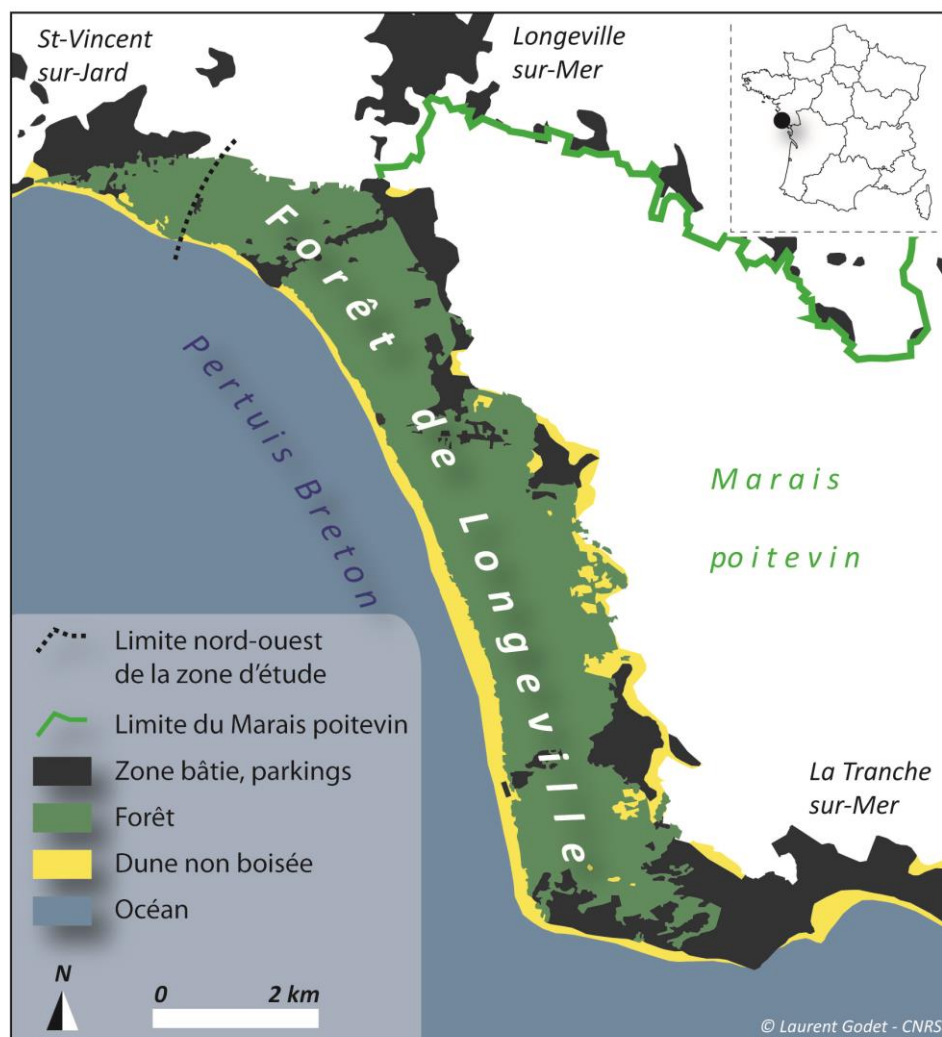 St-Vincent
sur-Jard
Longeville
sur-Mer
Forêt de Longeville
Pertuis Breton
Marais
poitevin
Limite nord-ouest
de la zone d'étude
Limite du Marais poitevin
Zone bâtie, parkings
Forêt
Dune non boisée
Océan
La Tranche
sur-Mer
N
0 2 km
© Laurent Godet - CNRS